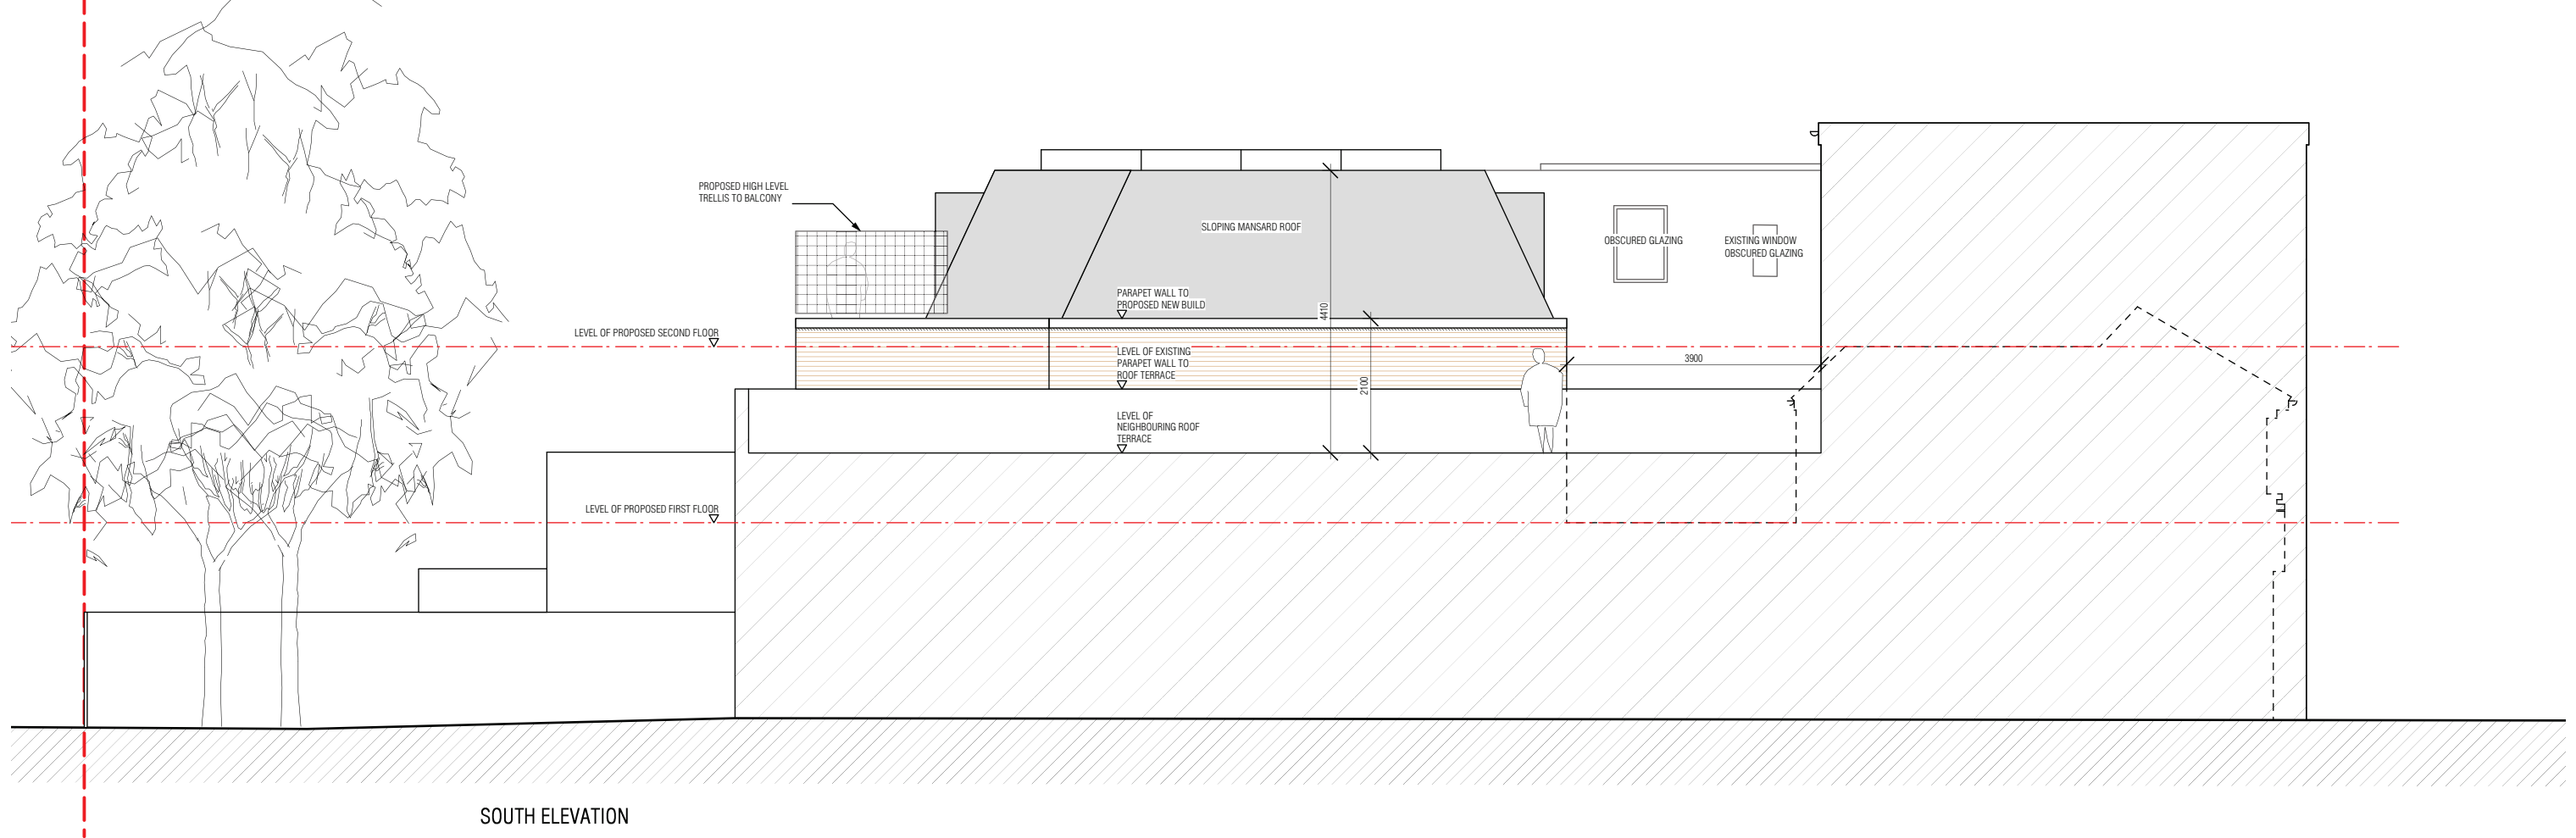 PROPOSED HIGH LEVEL
TRELLIS TO BALCONY
SLOPING MANSARD ROOF
OBSCURED GLAZING
EXISTING WINDOW
OBSCURED GLAZING
PARAPET WALL TO
PROPOSED NEW BUILD
4410
LEVEL OF PROPOSED SECOND FLOOR
LEVEL OF EXISTING
PARAPET WALL TO
ROOF TERRACE
3900
2100
LEVEL OF
NEIGHBOURING ROOF
TERRACE
LEVEL OF PROPOSED FIRST FLOOR
SOUTH ELEVATION